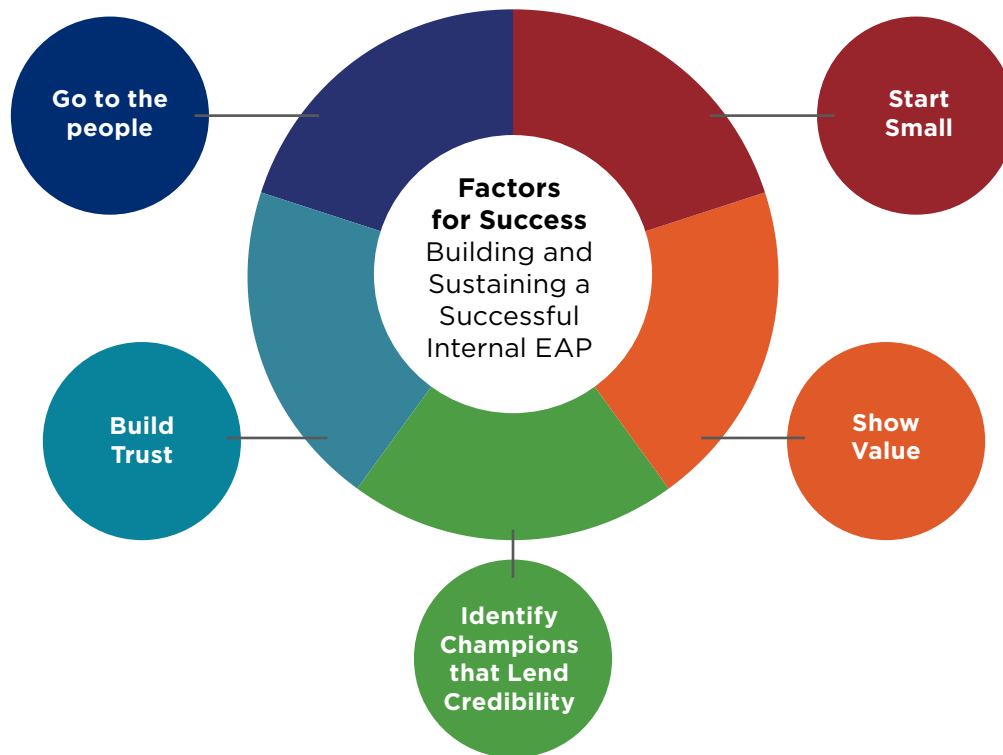 Factors
for Success
Building and
Sustaining a
Successful
Internal EAP
Start
Small
Show
Value
Identify
Champions
that Lend
Credibility
Build
Trust
Go to the
people